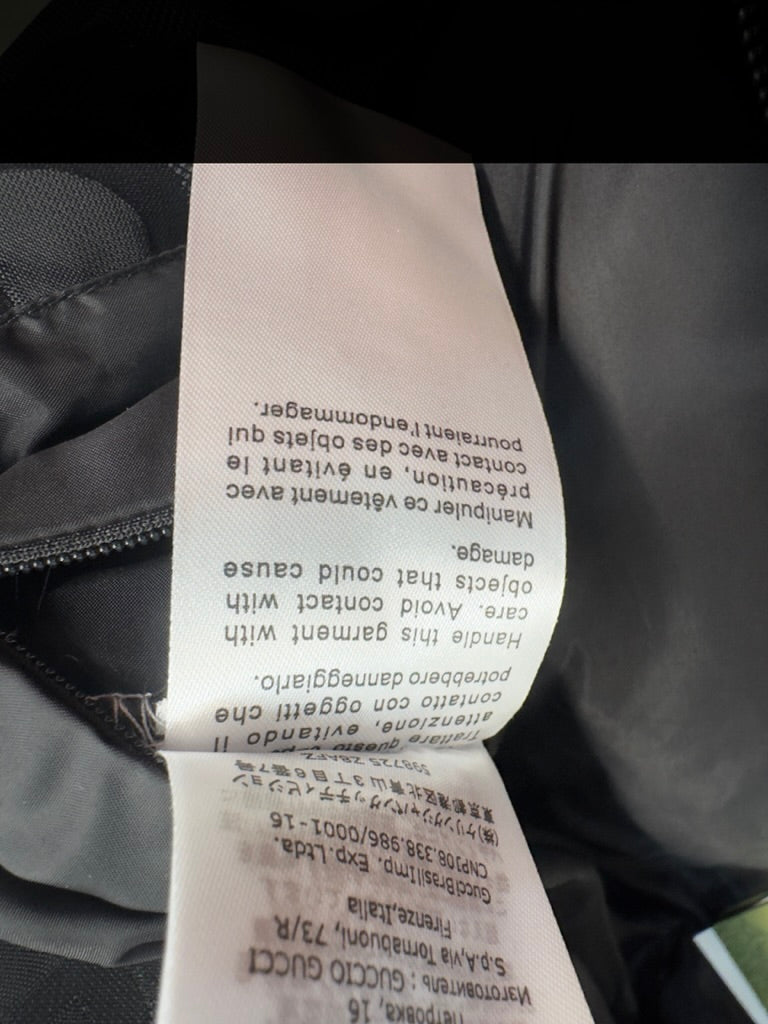 етровка, 16
Изготовитель : GUCCIO GUCCI
S.p.A,via Tornabuoni, 73/R
Firenze,Italia
GucciBrasilImp. Exp.Ltda.
CNPJ08.338.986/0001-16
(株)ケリングジャパングッチディビジョン
東京都港区北青山3丁目6番7号
598725 Z8AFZ
Trattare questo
attenzione, evitando il
contatto con oggetti che
potrebbero danneggiarlo.
Handle this garment with
care. Avoid contact with
objects that could cause
damage.
Manipuler ce vêtement avec
précaution, en évitant le
contact avec des objets qui
pourraient l'endommager.